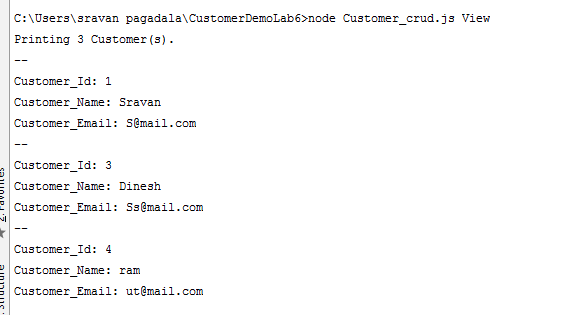 C:\Users\sravan pagadala\CustomerDemoLab6>node Customer_crud.js View
Printing 3 Customer(s).
--
Customer_Id: 1
Customer_Name: Sravan
Customer_Email: S@mail.com
--
Customer_Id: 3
Customer_Name: Dinesh
Customer_Email: Ss@mail.com
--
Customer_Id: 4
Customer_Name: ram
Customer_Email: ut@mail.com
2: Favorites